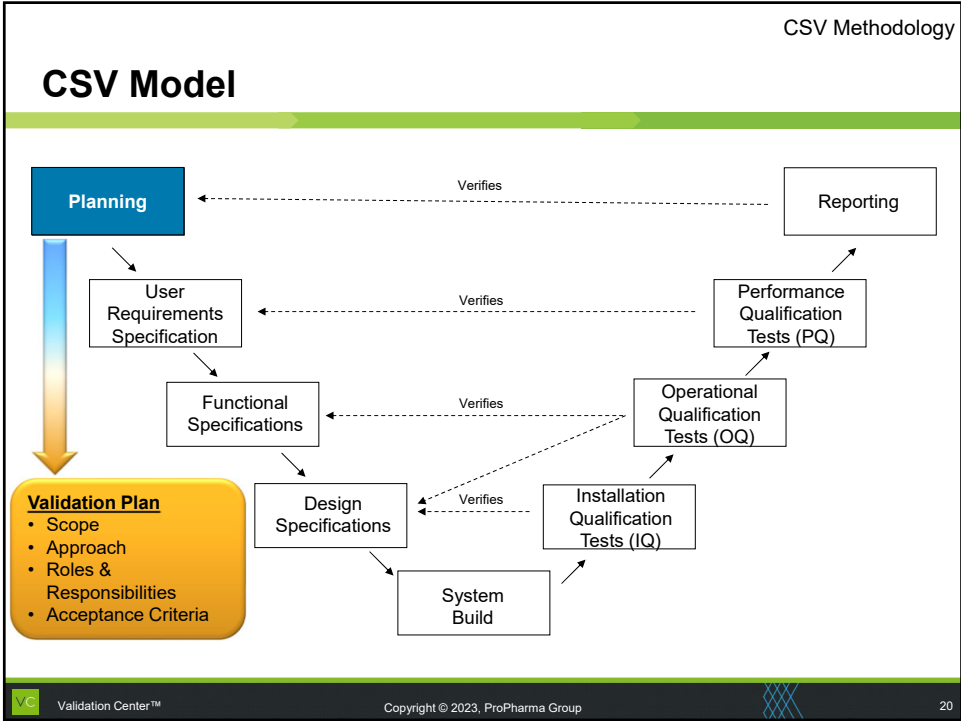 CSV Methodology
CSV Model
Planning
Verifies
Reporting
User
Requirements
Specification
Verifies
Performance
Qualification
Tests (PQ)
Functional
Specifications
Verifies
Operational
Qualification
Tests (OQ)
Validation Plan
• Scope
• Approach
• Roles &
Responsibilities
• Acceptance Criteria
Design
Specifications
Verifies
Installation
Qualification
Tests (IQ)
System
Build
VC
Validation Center™
Copyright © 2023, ProPharma Group
20